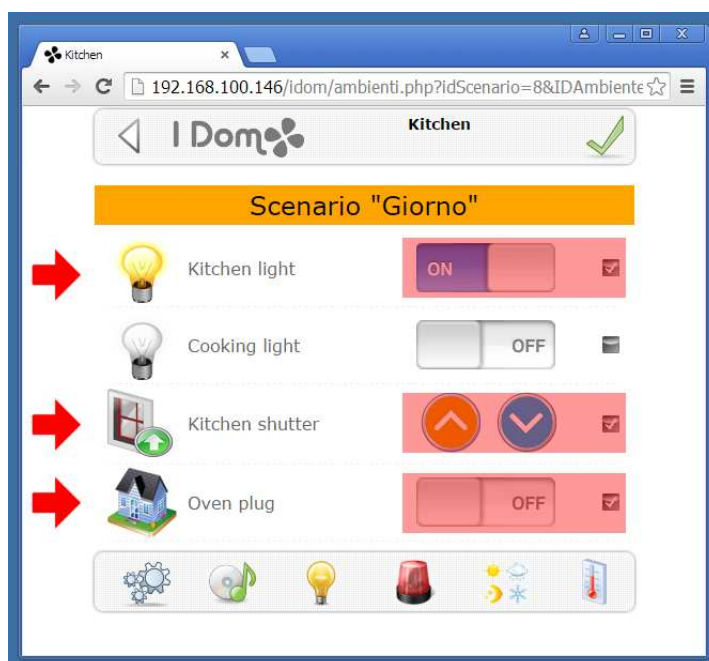 Kitchen
192.168.100.146/idom/ambienti.php?idScenario=8&IDAmbiente
I Dom
Kitchen
Scenario "Giorno"
Kitchen light
ON
Cooking light
OFF
Kitchen shutter
Oven plug
OFF